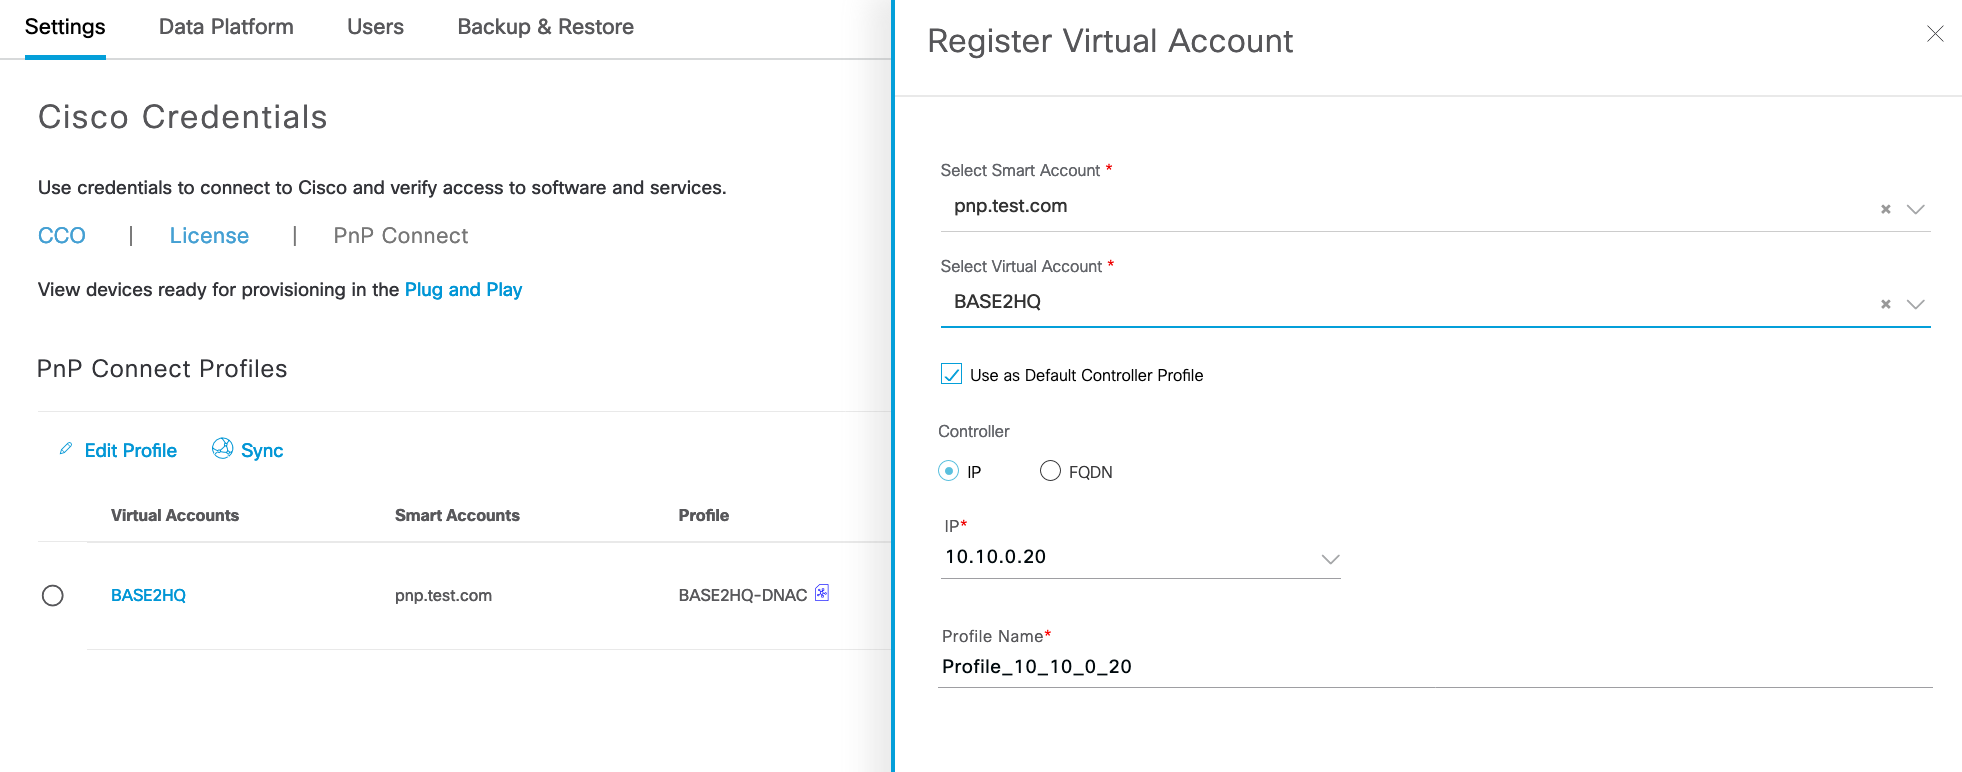 Settings Data Platform Users Backup & Restore
Cisco Credentials
Use credentials to connect to Cisco and verify access to software and services.
CCO | License | PnP Connect
View devices ready for provisioning in the Plug and Play
PnP Connect Profiles
Edit Profile Sync
Virtual Accounts Smart Accounts Profile
BASE2HQ pnp.test.com BASE2HQ-DNAC
Register Virtual Account
Select Smart Account *
pnp.test.com
Select Virtual Account *
BASE2HQ
Use as Default Controller Profile
Controller
IP FQDN
IP*
10.10.0.20
Profile Name*
Profile_10_10_0_20